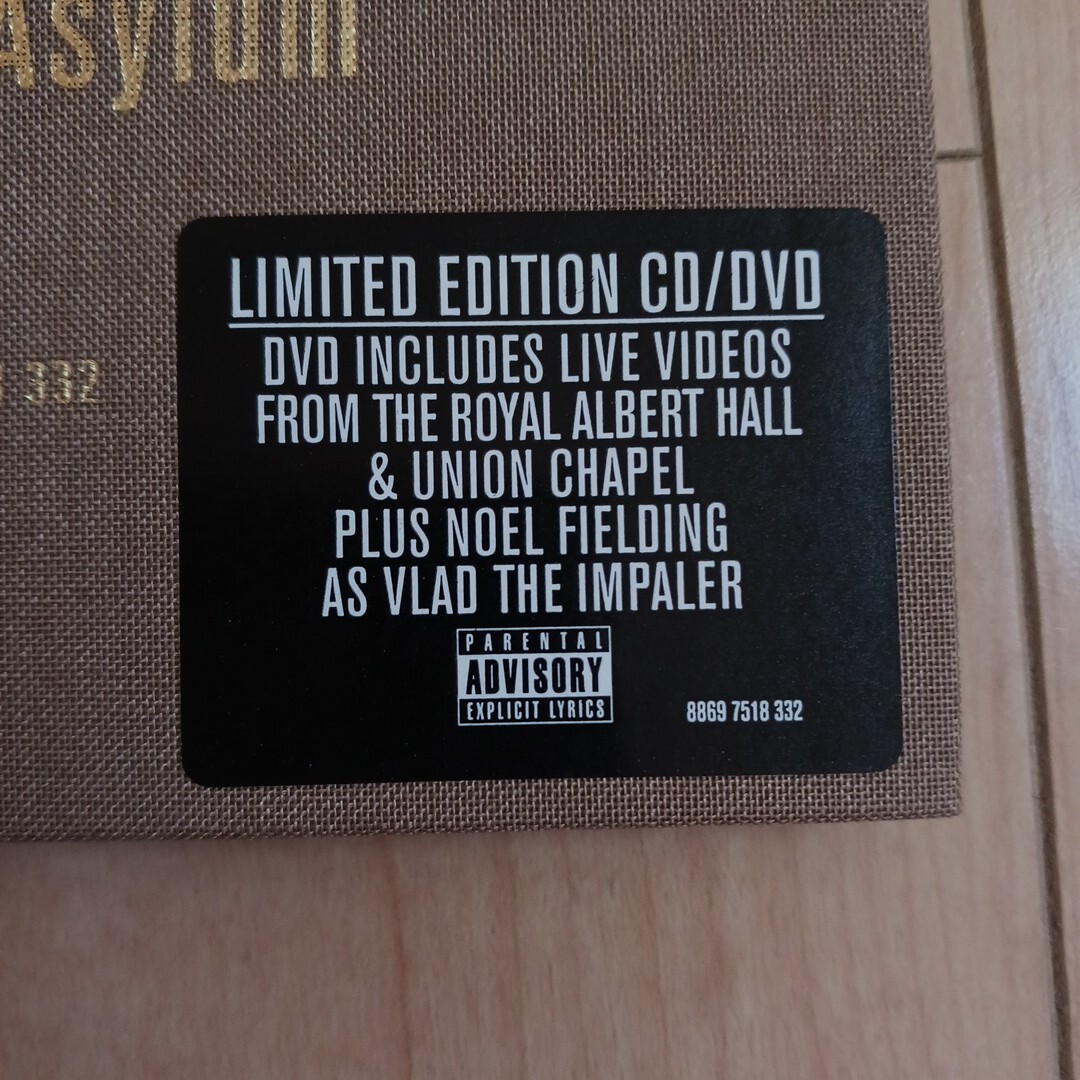 Asylum
332
LIMITED EDITION CD/DVD
DVD INCLUDES LIVE VIDEOS
FROM THE ROYAL ALBERT HALL
& UNION CHAPEL
PLUS NOEL FIELDING
AS VLAD THE IMPALER
PARENTAL
ADVISORY
EXPLICIT LYRICS
8869 7518 332